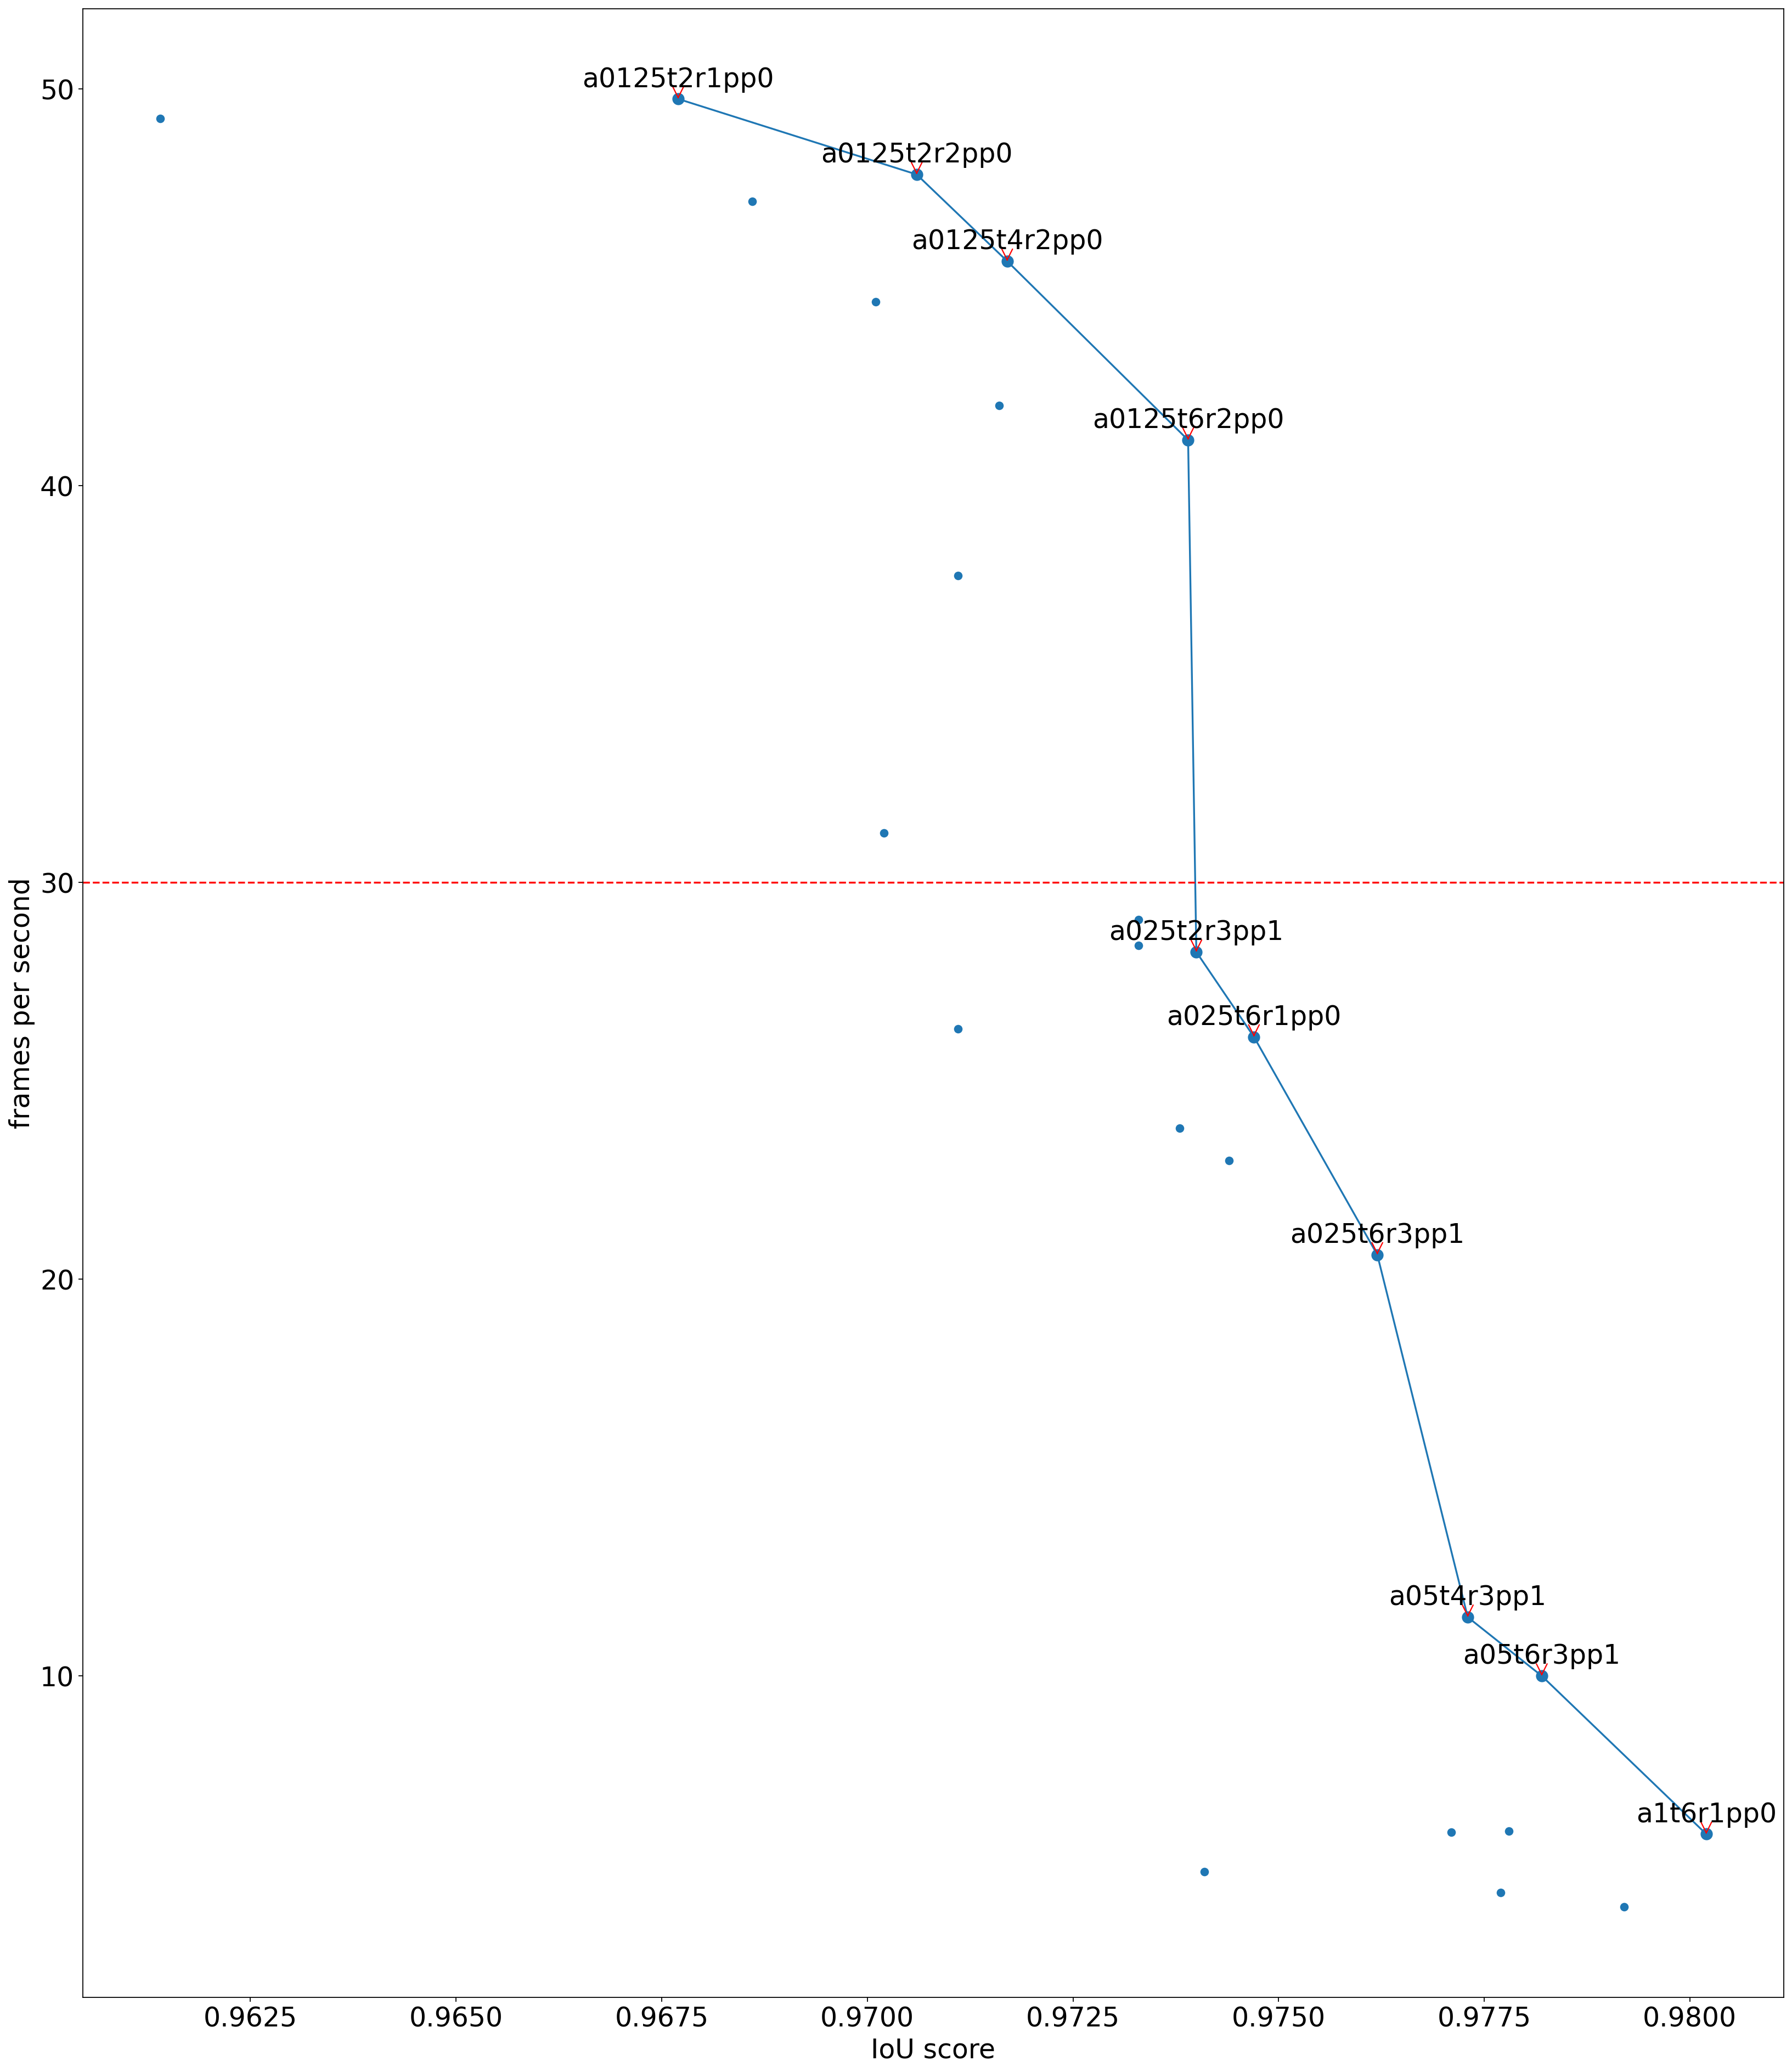 a0125t2r1pp0
50
a0125t2r2pp0
a0125t4r2pp0
a0125t6r2pp0
40
30
a025t2r3pp1
a025t6r1pp0
frames per second
a025t6r3pp1
20
a05t4r3pp1
a05t6r3pp1
10
a1t6r1pp0
0.9625 0.9650 0.9675 0.9700 0.9725 0.9750 0.9775 0.9800
IoU score